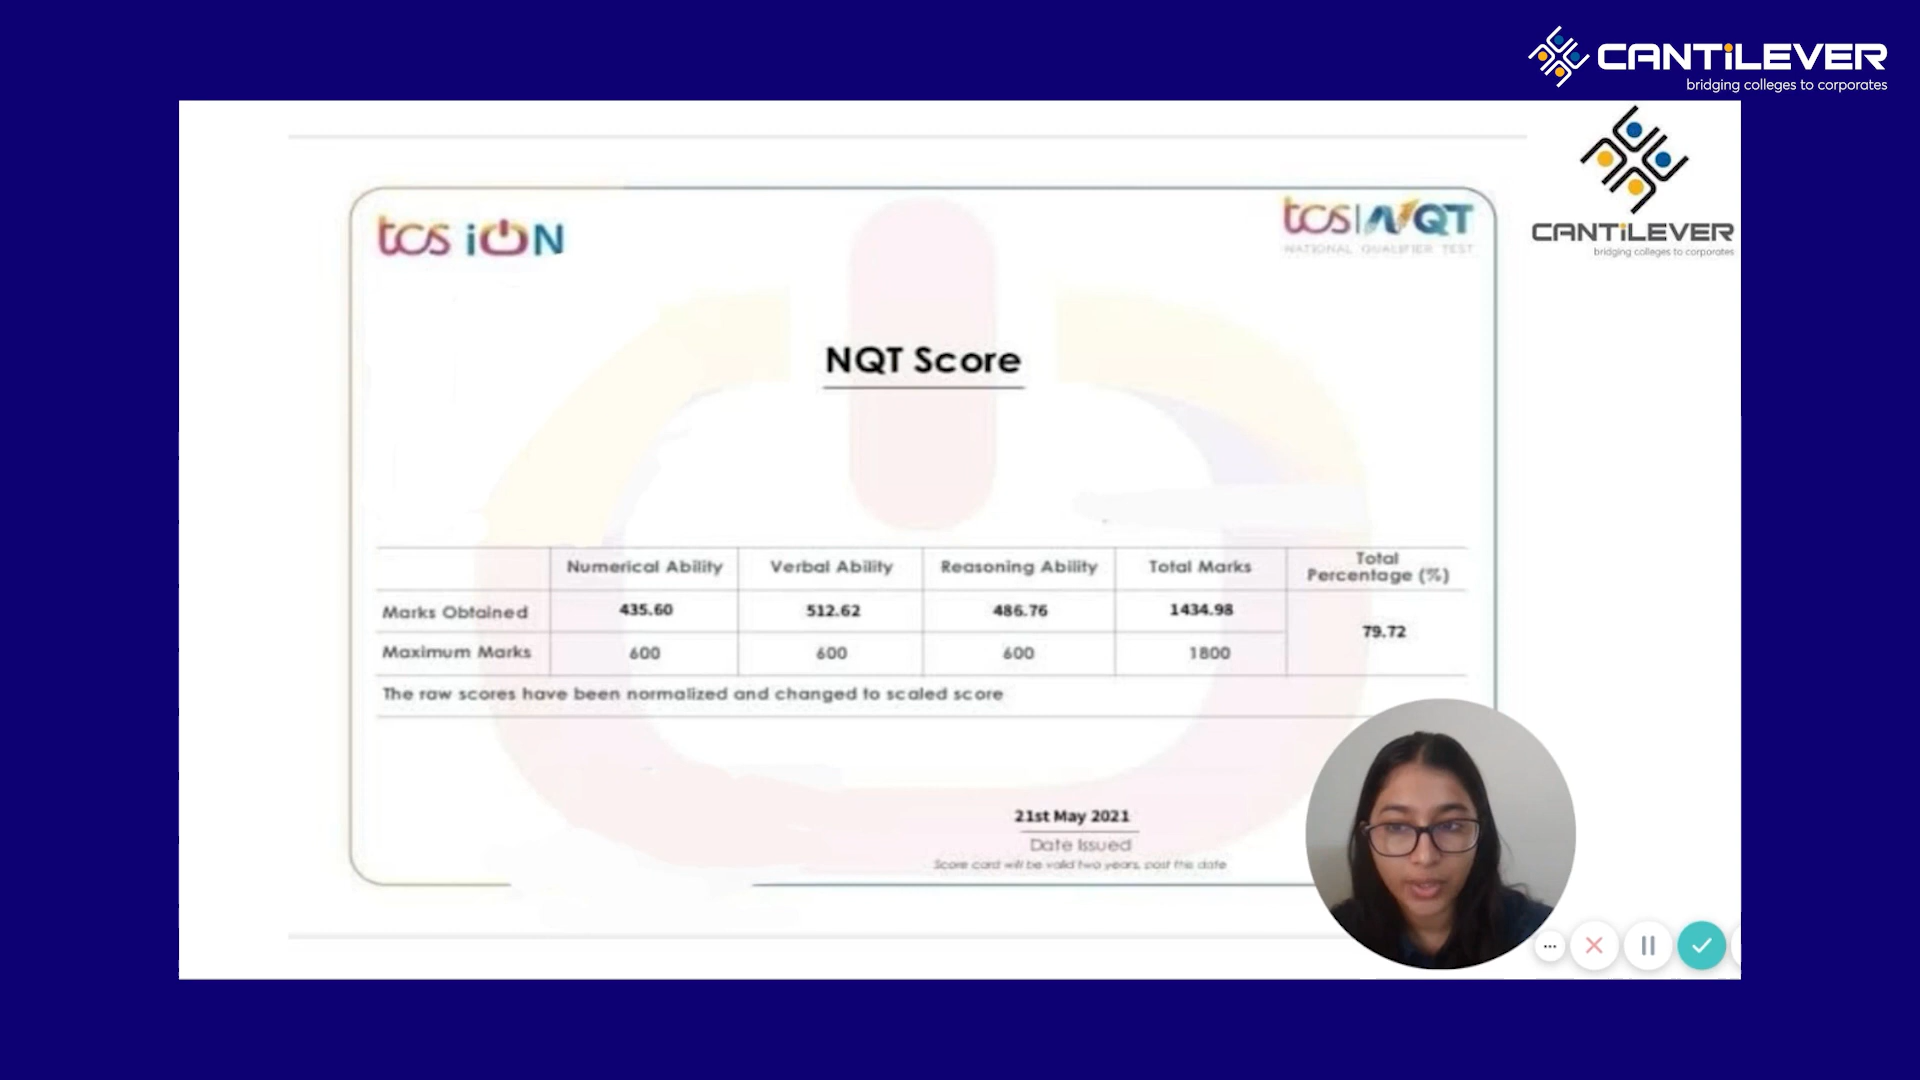 CANTiLEVER
bridging colleges to corporates
CANTiLEVER
bridging colleges to corporates
tcs iON
tcs|NQT
NATIONAL QUALIFIER TEST
NQT Score
Numerical Ability Verbal Ability Reasoning Ability Total Marks Total Percentage (%)
Marks Obtained 435.60 512.62 486.76 1434.98 79.72
Maximum Marks 600 600 600 1800
The raw scores have been normalized and changed to scaled score
21st May 2021
Date Issued
Score card will be valid two years, post this date